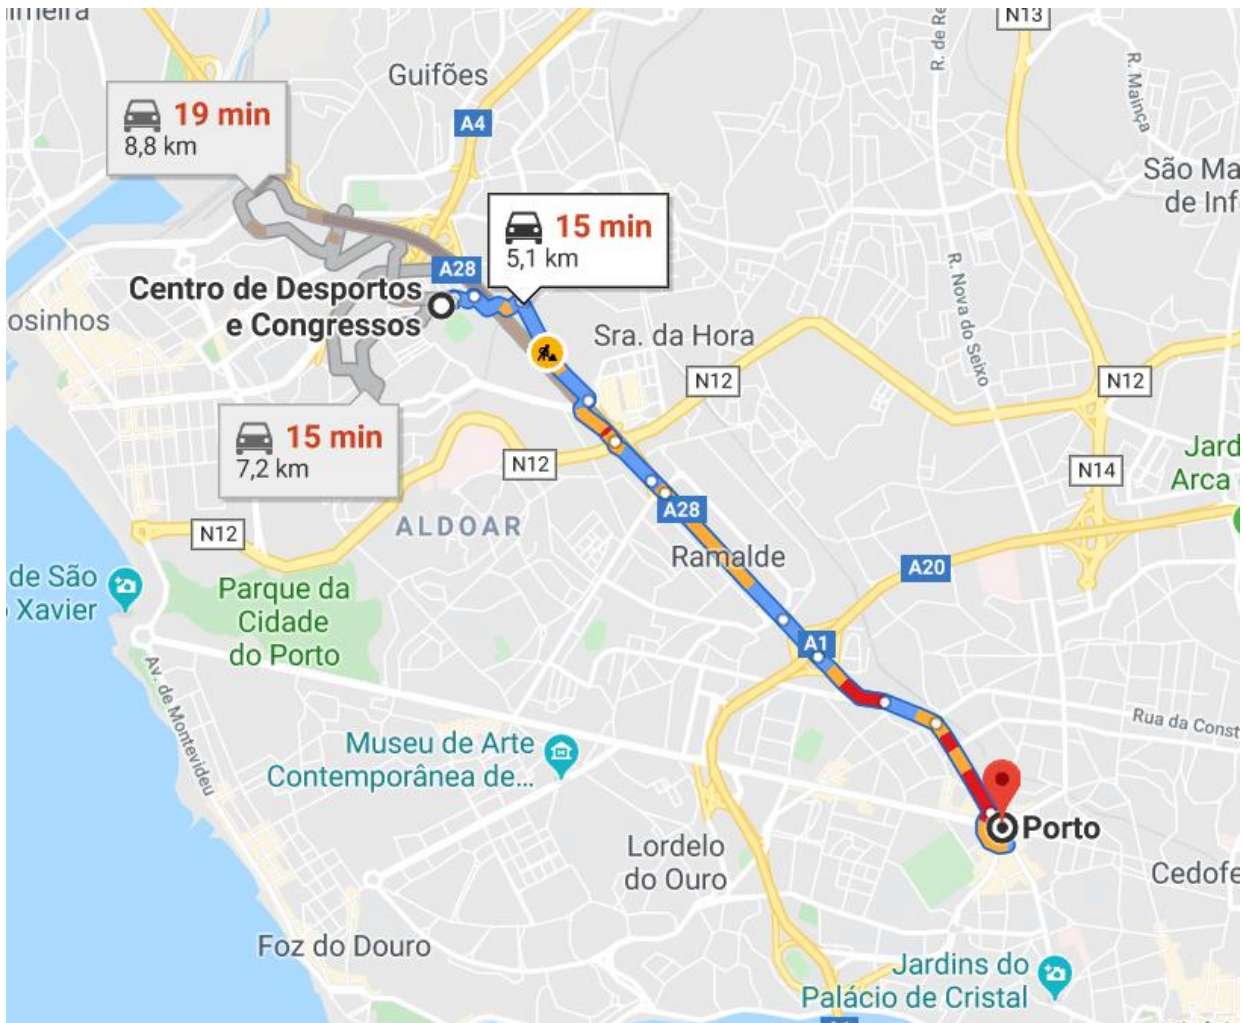 N13
Guifões
19 min
8,8 km
A4
R. de Re
R. Mainça
São Ma
de Inf
15 min
5,1 km
A28
Centro de Desportos
e Congressos
osinhos
Sra. da Hora
R. Nova do Seixo
N12
N12
15 min
7,2 km
N12
N14
Jard
Arca
A28
N12
ALDOAR
Ramalde
A20
de São
Xavier
Parque da
Cidade
do Porto
A1
Av. de Montevideu
Rua da Const
Museu de Arte
Contemporânea de...
Porto
Lordelo
do Ouro
Cedofe
Foz do Douro
Jardins do
Palácio de Cristal